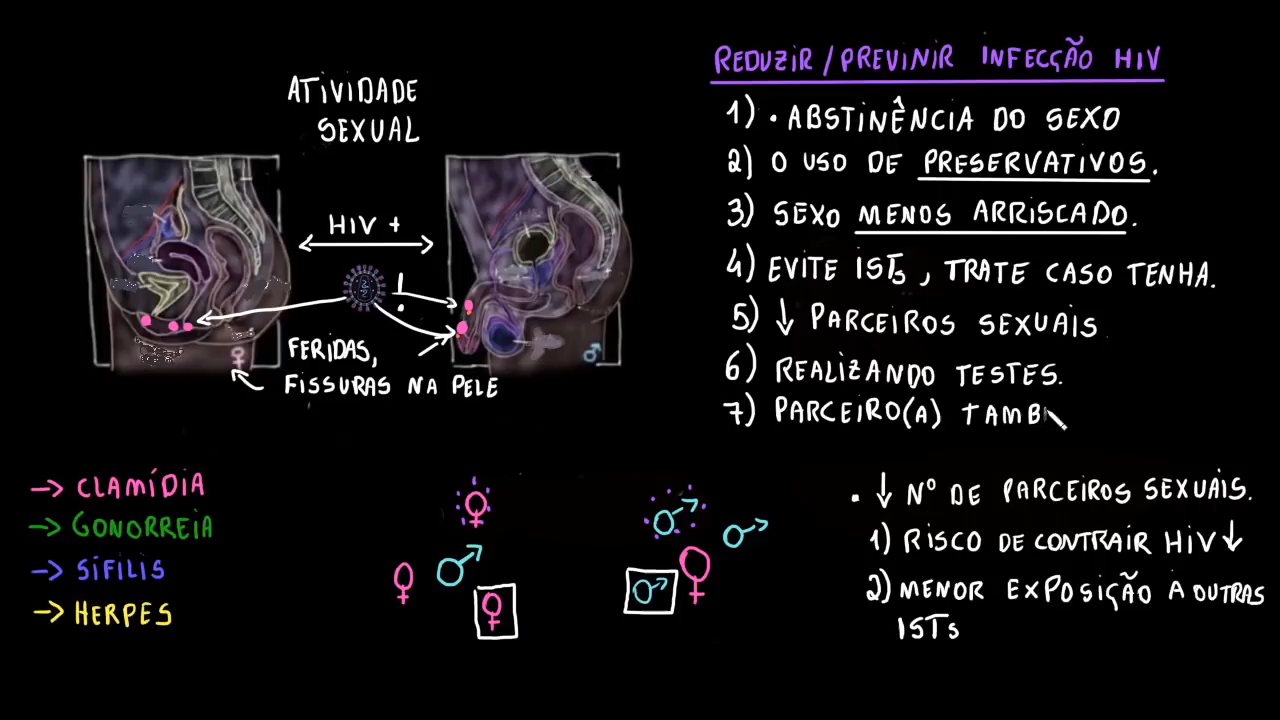 ATIVIDADE
SEXUAL
HIV +
!
FERIDAS,
FISSURAS NA PELE
REDUZIR / PREVINIR INFECÇÃO HIV
1) • ABSTINÊNCIA DO SEXO
2) O USO DE PRESERVATIVOS.
3) SEXO MENOS ARRISCADO.
4) EVITE ISTs, TRATE CASO TENHA.
5) ↓ PARCEIROS SEXUAIS
6) REALIZANDO TESTES.
7) PARCEIRO(A) TAMB
→ CLAMÍDIA
→ GONORREIA
→ SÍFILIS
→ HERPES
• ↓ Nº DE PARCEIROS SEXUAIS.
1) RISCO DE CONTRAIR HIV ↓
2) MENOR EXPOSIÇÃO A OUTRAS
ISTs